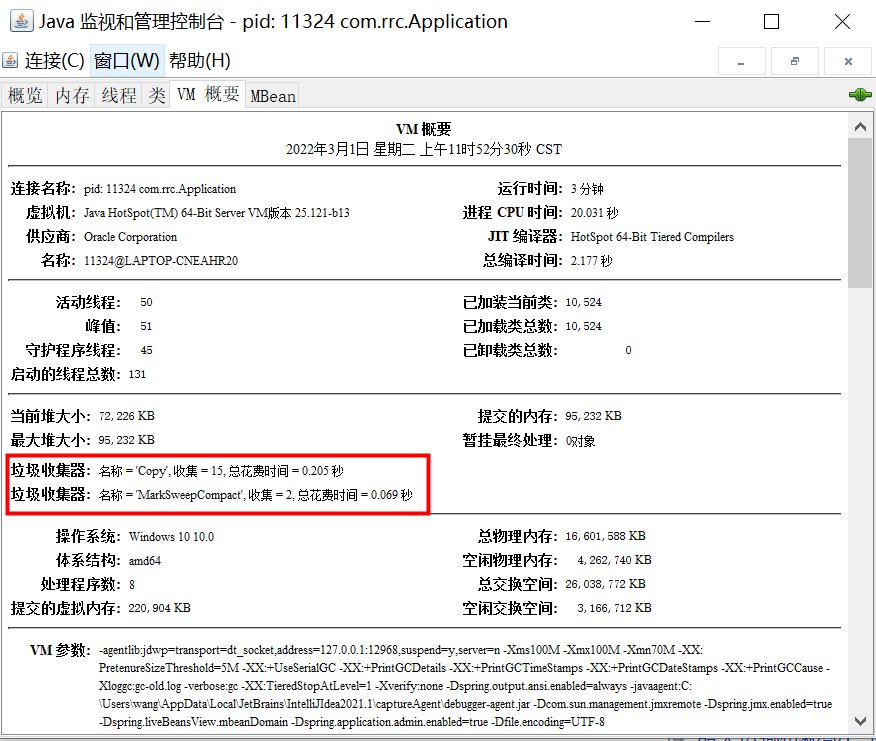 Java 监视和管理控制台 - pid: 11324 com.rrc.Application
连接(C) 窗口(W) 帮助(H)
概览 内存 线程 类 VM 概要 MBean
VM 概要
2022年3月1日 星期二 上午11时52分30秒 CST
连接名称: pid: 11324 com.rrc.Application 运行时间: 3 分钟
虚拟机: Java HotSpot(TM) 64-Bit Server VM版本 25.121-b13 进程 CPU 时间: 20.031 秒
供应商: Oracle Corporation JIT 编译器: HotSpot 64-Bit Tiered Compilers
名称: 11324@LAPTOP-CNEAHR20 总编译时间: 2.177 秒
活动线程: 50 已加装当前类: 10,524
峰值: 51 已加载类总数: 10,524
守护程序线程: 45 已卸载类总数: 0
启动的线程总数: 131
当前堆大小: 72,226 KB 提交的内存: 95,232 KB
最大堆大小: 95,232 KB 暂挂最终处理: 0对象
垃圾收集器: 名称 = 'Copy', 收集 = 15, 总花费时间 = 0.205 秒
垃圾收集器: 名称 = 'MarkSweepCompact', 收集 = 2, 总花费时间 = 0.069 秒
操作系统: Windows 10 10.0 总物理内存: 16,601,588 KB
体系结构: amd64 空闲物理内存: 4,262,740 KB
处理程序数: 8 总交换空间: 26,038,772 KB
提交的虚拟内存: 220,904 KB 空闲交换空间: 3,166,712 KB
VM 参数: -agentlib:jdwp=transport=dt_socket,address=127.0.0.1:12968,suspend=y,server=n -Xms100M -Xmx100M -Xmn70M -XX:
PretenureSizeThreshold=5M -XX:+UseSerialGC -XX:+PrintGCDetails -XX:+PrintGCTimeStamps -XX:+PrintGCDateStamps -XX:+PrintGCCause -
Xloggc:gc-old.log -verbose:gc -XX:TieredStopAtLevel=1 -Xverify:none -Dspring.output.ansi.enabled=always -javaagent:C:
\Users\wang\AppData\Local\JetBrains\IntelliJIdea2021.1\captureAgent\debugger-agent.jar -Dcom.sun.management.jmxremote -Dspring.jmx.enabled=true
-Dspring.liveBeansView.mbeanDomain -Dspring.application.admin.enabled=true -Dfile.encoding=UTF-8